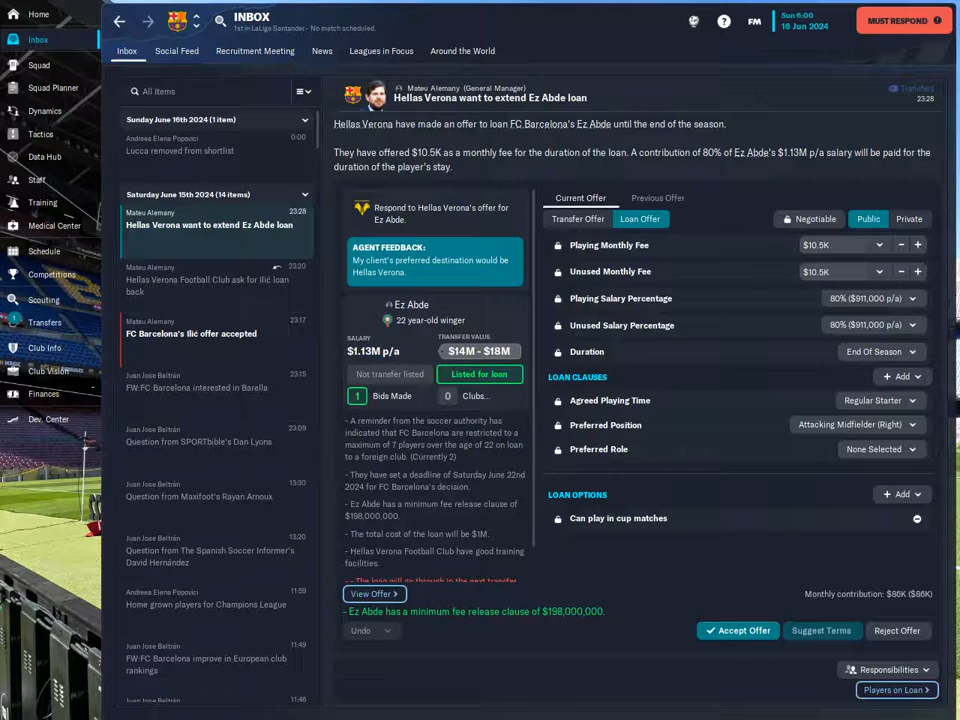 Home
Inbox
Squad
Squad Planner
Dynamics
Tactics
Data Hub
Staff
Training
Medical Center
Schedule
Competitions
Scouting
1
Transfers
Club Info
Club Vision
Finances
Dev. Center
INBOX
1st in LaLiga Santander - No match scheduled.
FM
Sun 6:00
16 Jun 2024
MUST RESPOND
Inbox
Social Feed
Recruitment Meeting
News
Leagues in Focus
Around the World
All Items
Sunday June 16th 2024 (1 item)
Andreea Elena Popovici 0:00
Lucca removed from shortlist
Saturday June 15th 2024 (14 items)
Mateu Alemany 23:28
Hellas Verona want to extend Ez Abde loan
Mateu Alemany 23:20
Hellas Verona Football Club ask for Ilić loan
back
Mateu Alemany 23:17
FC Barcelona's Ilić offer accepted
Juan Jose Beltrán 23:15
FW:FC Barcelona interested in Barella
Juan Jose Beltrán 23:09
Question from SPORTbible's Dan Lyons
Juan Jose Beltrán 13:30
Question from Maxifoot's Rayan Arnoux
Juan Jose Beltrán 13:20
Question from The Spanish Soccer Informer's
David Hernández
Andreea Elena Popovici 11:59
Home grown players for Champions League
Juan Jose Beltrán 11:49
FW:FC Barcelona improve in European club
rankings
Juan Jose Beltrán 11:46
Mateu Alemany (General Manager)
Hellas Verona want to extend Ez Abde loan
Transfers
23:28
Hellas Verona have made an offer to loan FC Barcelona's Ez Abde until the end of the season.
They have offered $10.5K as a monthly fee for the duration of the loan. A contribution of 80% of Ez Abde's $1.13M p/a salary will be paid for the
duration of the player's stay.
Respond to Hellas Verona's offer for
Ez Abde.
AGENT FEEDBACK:
My client's preferred destination would be
Hellas Verona.
Ez Abde
22 year-old winger
SALARY
$1.13M p/a
TRANSFER VALUE
$14M - $18M
Not transfer listed
Listed for loan
1 Bids Made
0 Clubs...
- A reminder from the soccer authority has
indicated that FC Barcelona are restricted to a
maximum of 7 players over the age of 22 on loan
to a foreign club. (Currently 2)
- They have set a deadline of Saturday June 22nd
2024 for FC Barcelona's decision.
- Ez Abde has a minimum fee release clause of
$198,000,000.
- The total cost of the loan will be $1M.
- Hellas Verona Football Club have good training
facilities.
- The loan will go through in the next transfer
View Offer >
- Ez Abde has a minimum fee release clause of $198,000,000.
Undo
Current Offer
Previous Offer
Transfer Offer
Loan Offer
Negotiable
Public
Private
Playing Monthly Fee $10.5K
Unused Monthly Fee $10.5K
Playing Salary Percentage 80% ($911,000 p/a)
Unused Salary Percentage 80% ($911,000 p/a)
Duration End Of Season
LOAN CLAUSES + Add
Agreed Playing Time Regular Starter
Preferred Position Attacking Midfielder (Right)
Preferred Role None Selected
LOAN OPTIONS + Add
Can play in cup matches
Monthly contribution: $86K ($86K)
Accept Offer
Suggest Terms
Reject Offer
Responsibilities
Players on Loan >